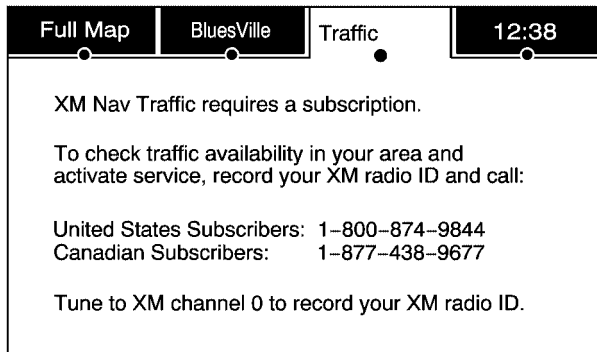 Full Map BluesVille Traffic 12:38
XM Nav Traffic requires a subscription.
To check traffic availability in your area and
activate service, record your XM radio ID and call:
United States Subscribers: 1-800-874-9844
Canadian Subscribers: 1-877-438-9677
Tune to XM channel 0 to record your XM radio ID.